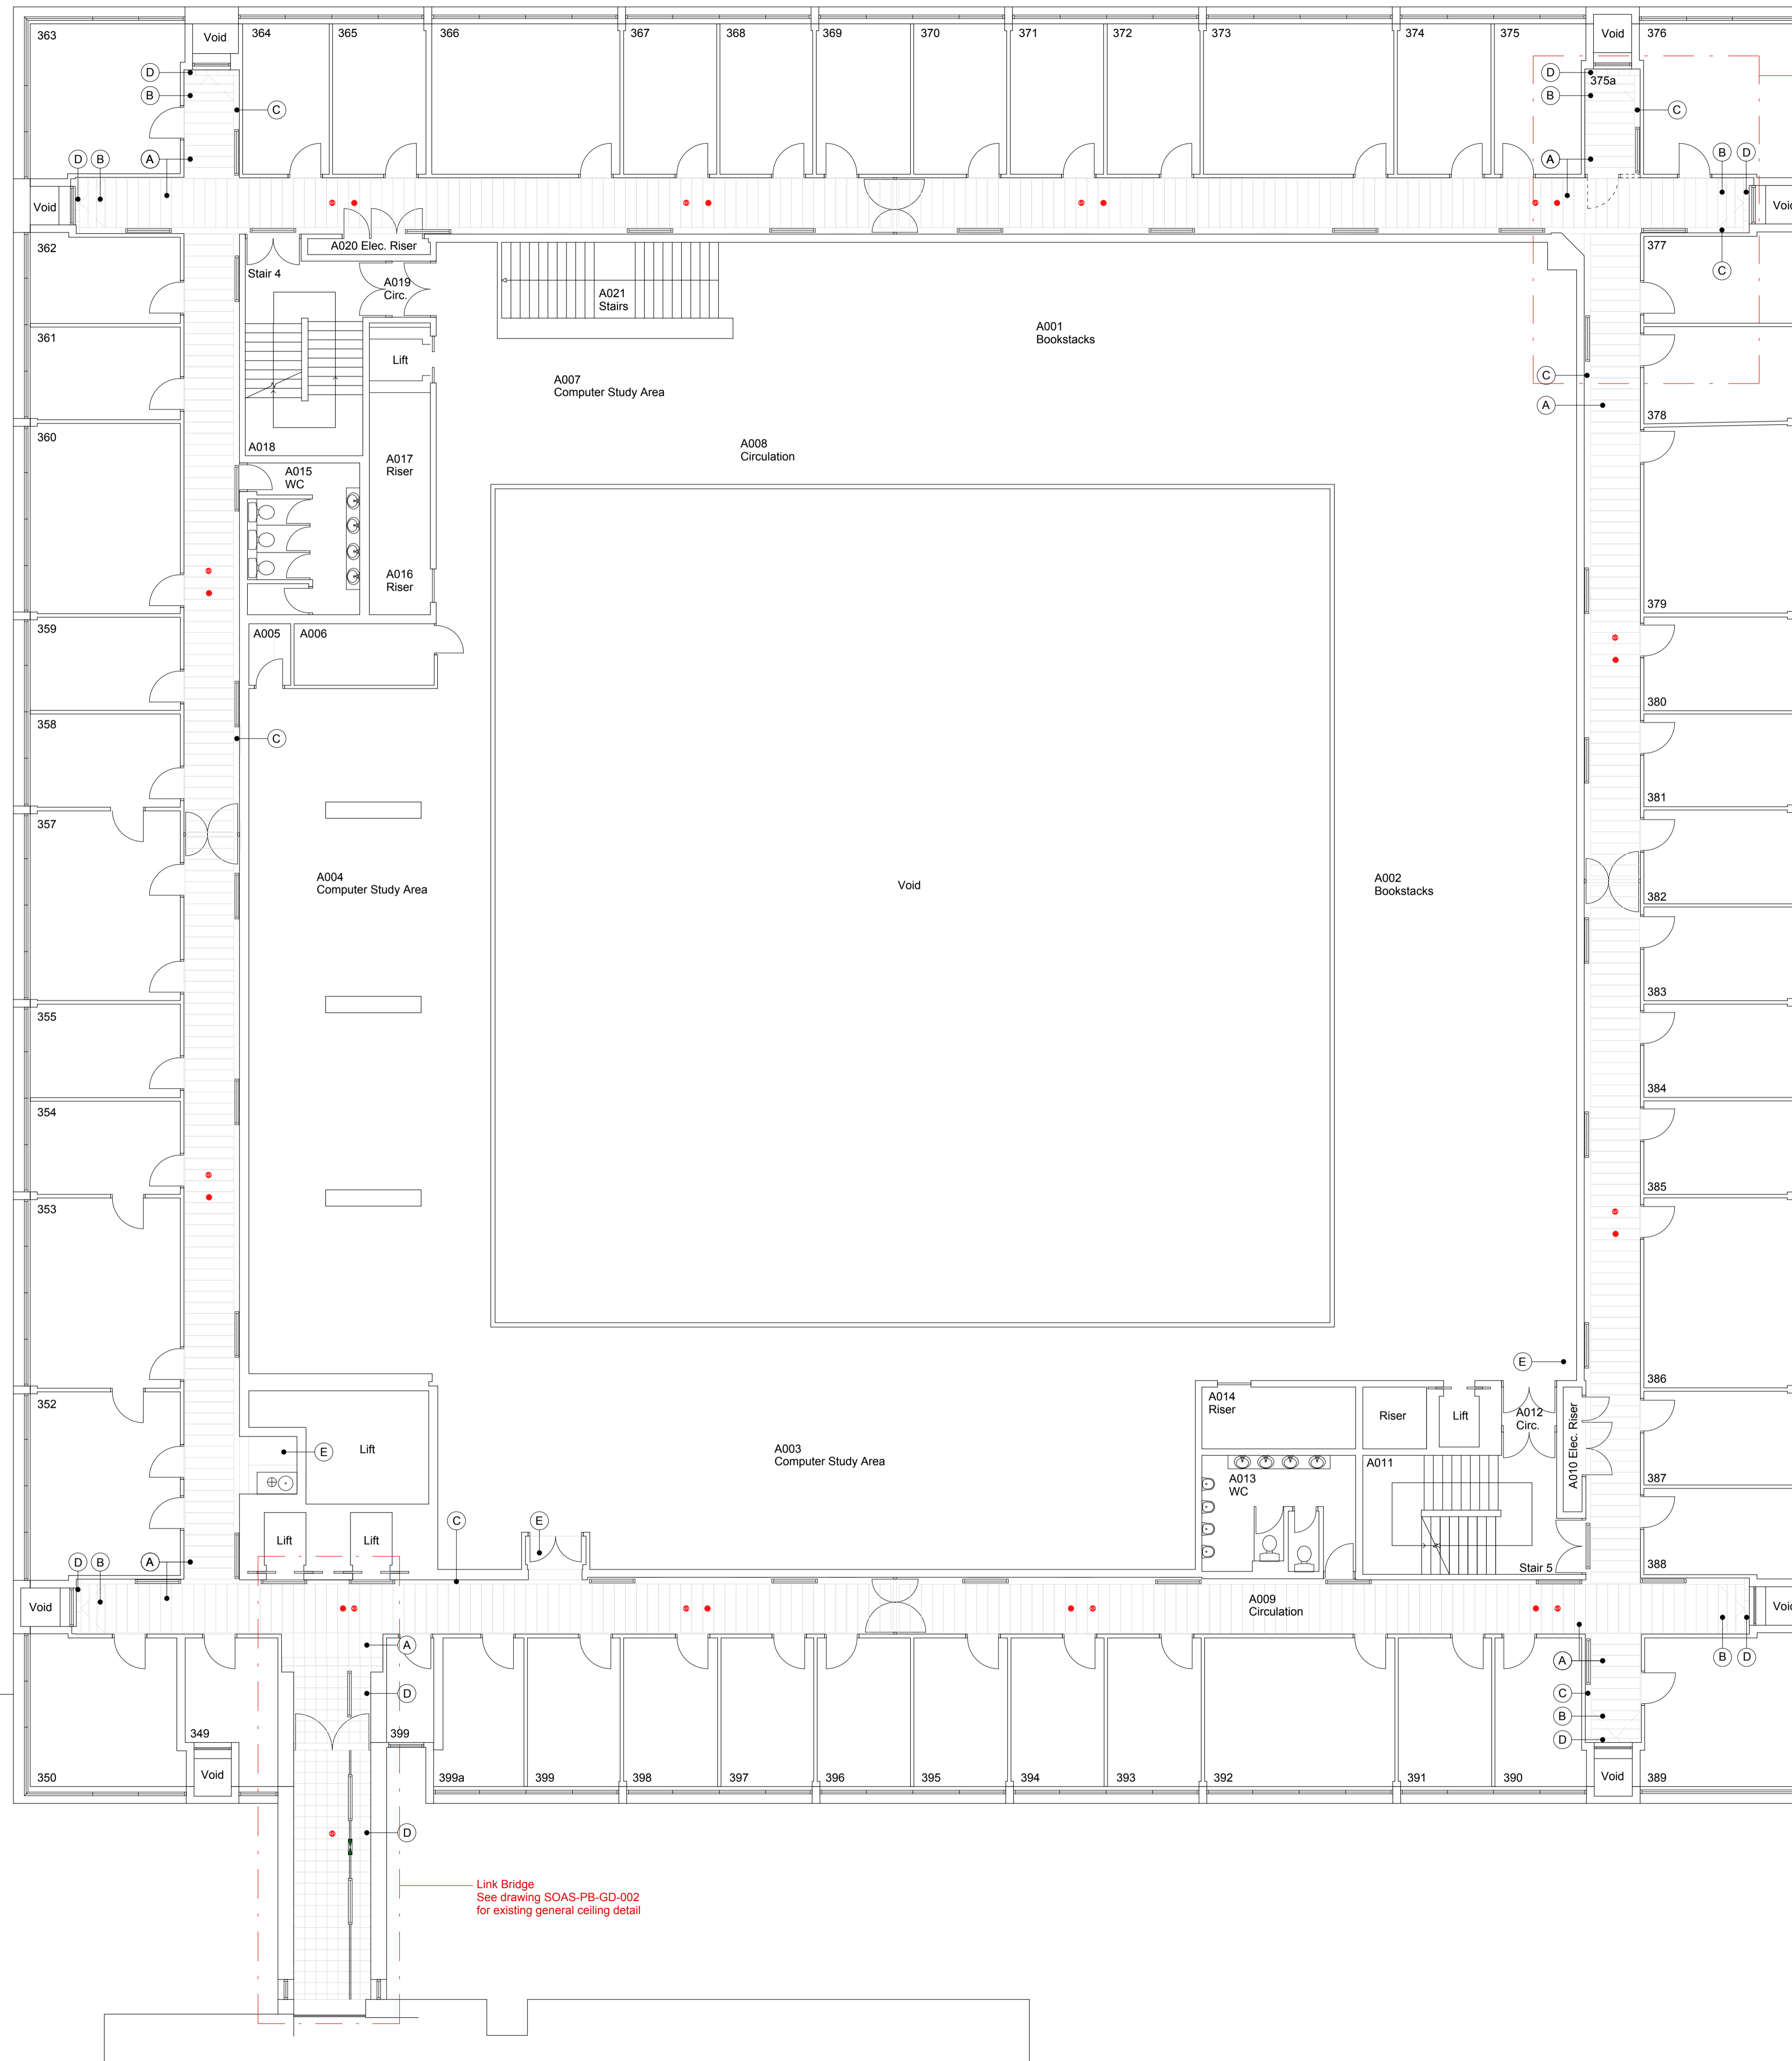 363
Void
364
365
366
367
368
369
370
371
372
373
374
375
Void
376
D
B
C
D
B
A
D
B
375a
C
A
B
D
Void
Void
362
Stair 4
A020 Elec. Riser
A019
Circ.
A021
Stairs
A001
Bookstacks
377
C
361
Lift
A007
Computer Study Area
C
A
378
360
A018
A017
Riser
A008
Circulation
A015
WC
A016
Riser
379
359
A005
A006
358
C
380
357
381
A004
Computer Study Area
Void
A002
Bookstacks
382
355
383
354
384
353
385
E
386
352
A014
Riser
Riser
Lift
A012
Circ.
A010 Elec. Riser
E
Lift
A003
Computer Study Area
A013
WC
A011
387
Lift
Lift
C
E
Stair 5
388
D
B
A
Void
A009
Circulation
Void
A
B
D
A
D
C
B
D
349
399
Void
350
399a
399
398
397
396
395
394
393
392
391
390
Void
389
D
Link Bridge
See drawing SOAS-PB-GD-002
for existing general ceiling detail